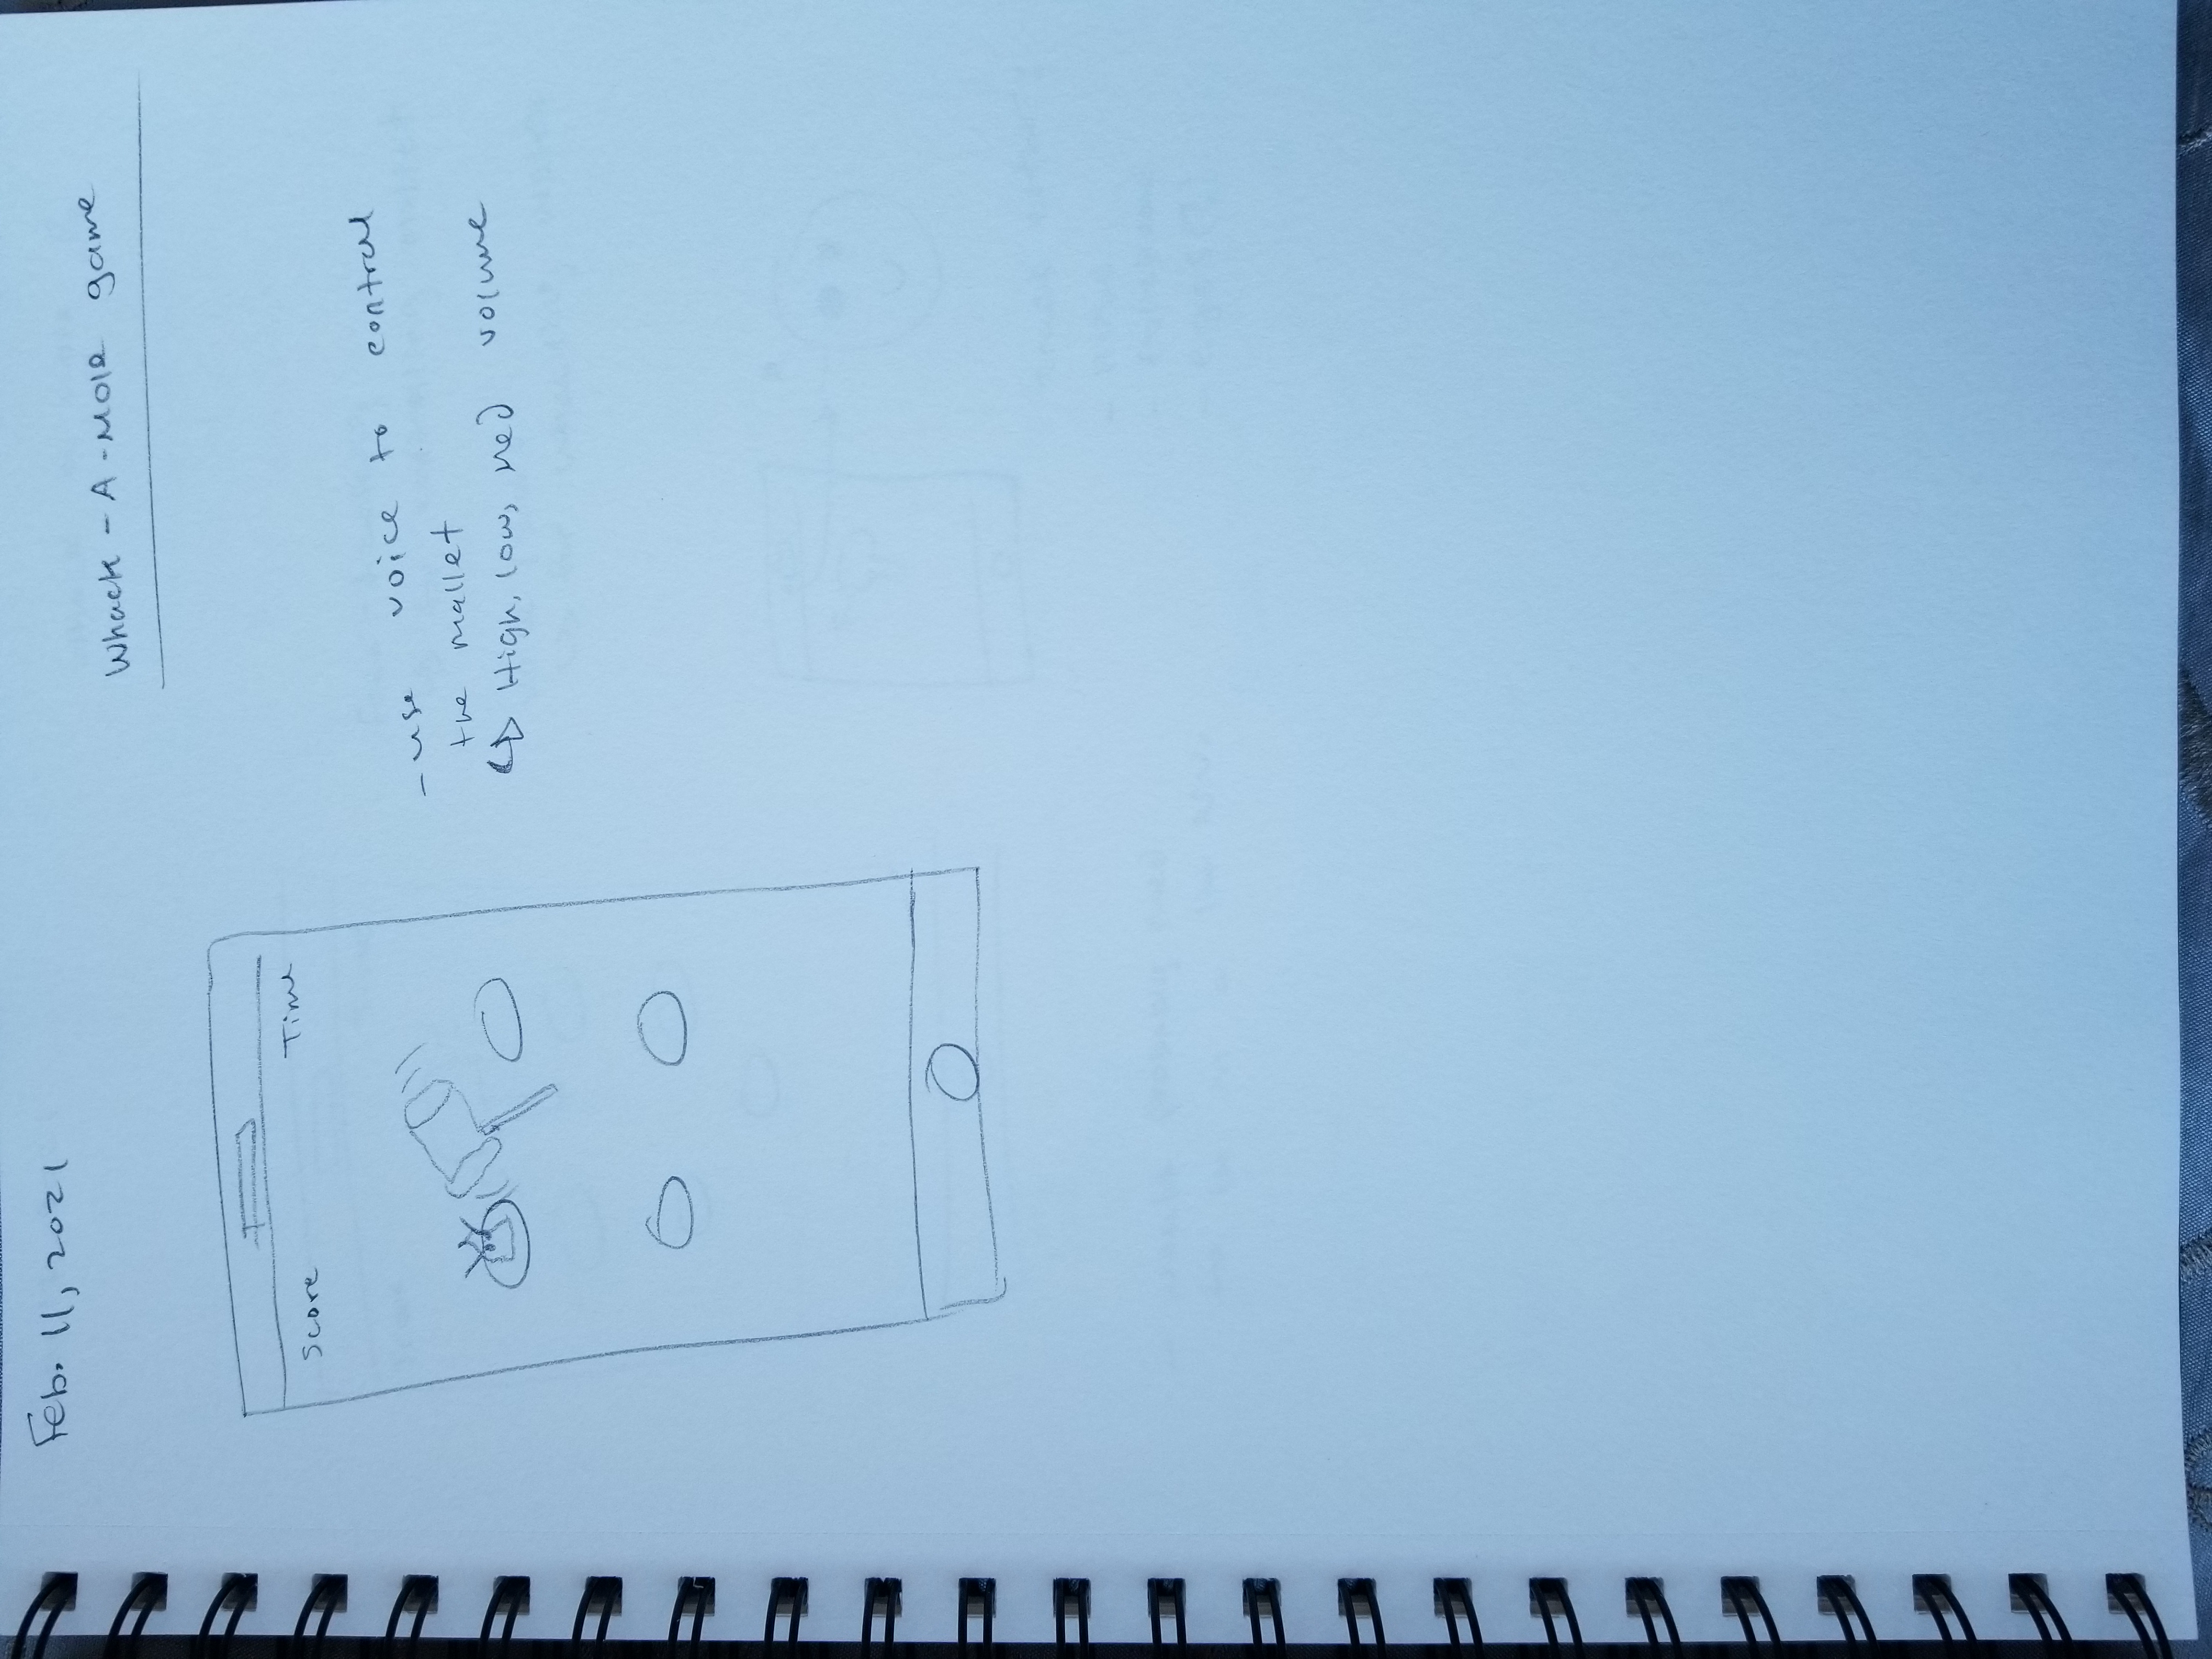 Feb. 11, 2021
Whack-A-Mole game
Score
Time
- use voice to control
the mallet
↳ High, low, med volume